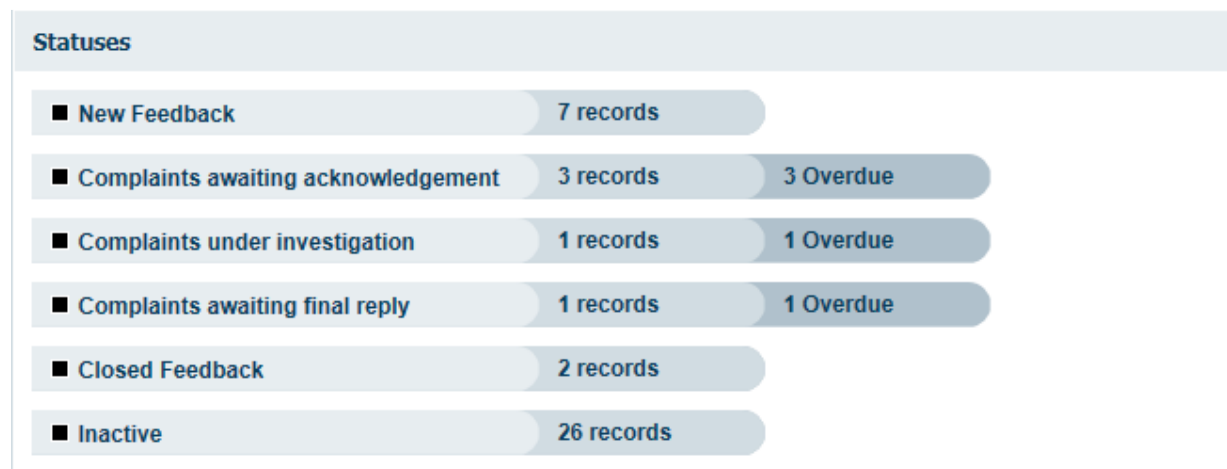 Statuses
New Feedback 7 records
Complaints awaiting acknowledgement 3 records 3 Overdue
Complaints under investigation 1 records 1 Overdue
Complaints awaiting final reply 1 records 1 Overdue
Closed Feedback 2 records
Inactive 26 records